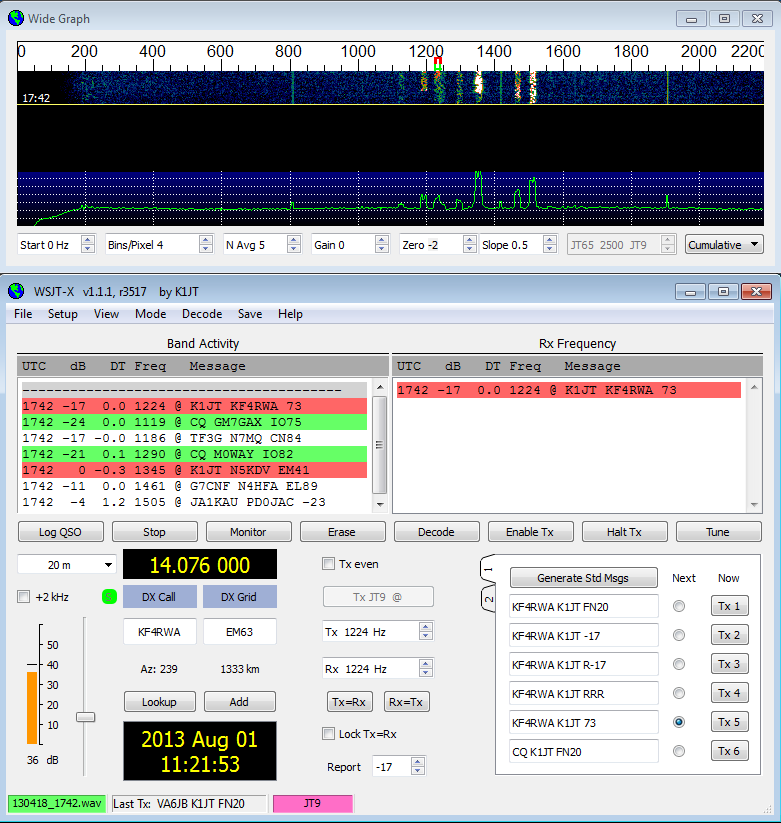 Wide Graph
0 200 400 600 800 1000 1200 1400 1600 1800 2000 2200
17:42
Start 0 Hz Bins/Pixel 4 N Avg 5 Gain 0 Zero -2 Slope 0.5 JT65 2500 JT9 Cumulative
WSJT-X v1.1.1, r3517 by K1JT
File Setup View Mode Decode Save Help
Band Activity Rx Frequency
UTC dB DT Freq Message UTC dB DT Freq Message
----------------------------------------
1742 -17 0.0 1224 @ K1JT KF4RWA 73 1742 -17 0.0 1224 @ K1JT KF4RWA 73
1742 -24 0.0 1119 @ CQ GM7GAX IO75
1742 -17 -0.0 1186 @ TF3G N7MQ CN84
1742 -21 0.1 1290 @ CQ M0WAY IO82
1742 0 -0.3 1345 @ K1JT N5KDV EM41
1742 -11 0.0 1461 @ G7CNF N4HFA EL89
1742 -4 1.2 1505 @ JA1KAU PD0JAC -23
Log QSO Stop Monitor Erase Decode Enable Tx Halt Tx Tune
20 m 14.076 000 Tx even
+2 kHz S DX Call DX Grid Tx JT9 @
KF4RWA EM63 Tx 1224 Hz
Az: 239 1333 km Rx 1224 Hz
Lookup Add Tx=Rx Rx=Tx
2013 Aug 01 Lock Tx=Rx
11:21:53 Report -17
50
40
30
20
10
36 dB
1
2
Generate Std Msgs Next Now
KF4RWA K1JT FN20 Tx 1
KF4RWA K1JT -17 Tx 2
KF4RWA K1JT R-17 Tx 3
KF4RWA K1JT RRR Tx 4
KF4RWA K1JT 73 Tx 5
CQ K1JT FN20 Tx 6
130418_1742.wav Last Tx: VA6JB K1JT FN20 JT9